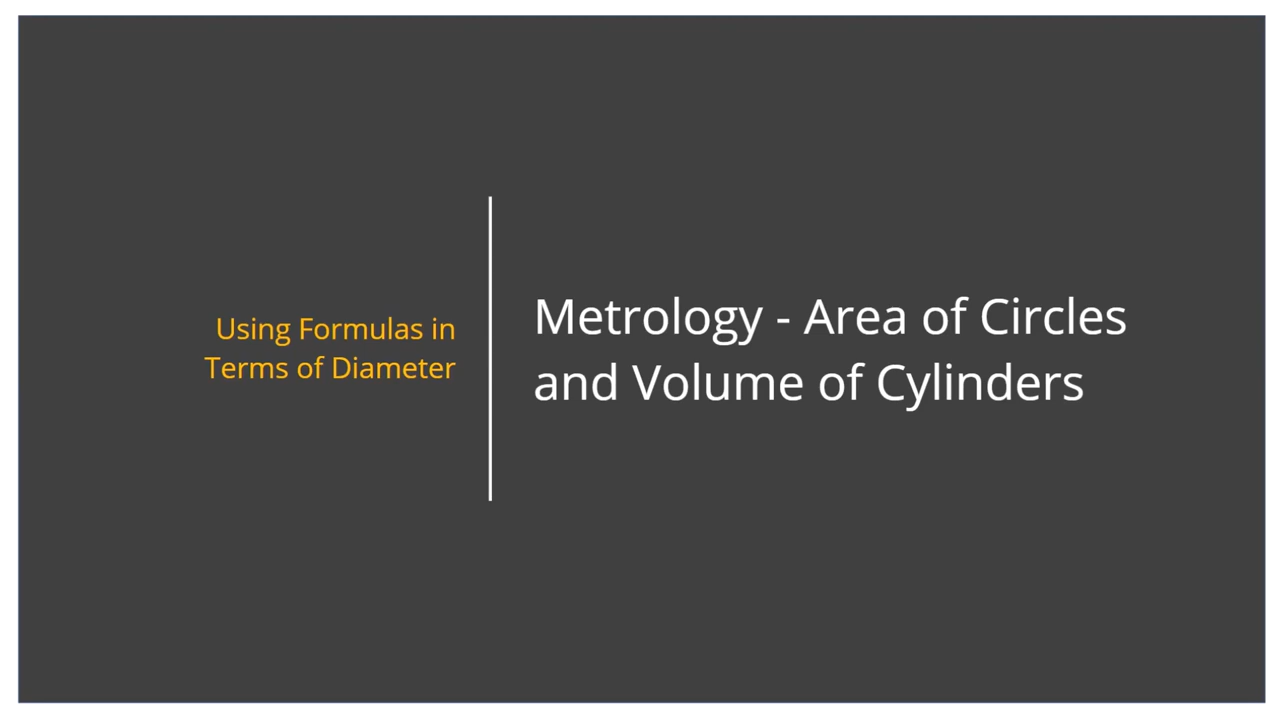 Using Formulas in
Terms of Diameter
Metrology - Area of Circles
and Volume of Cylinders